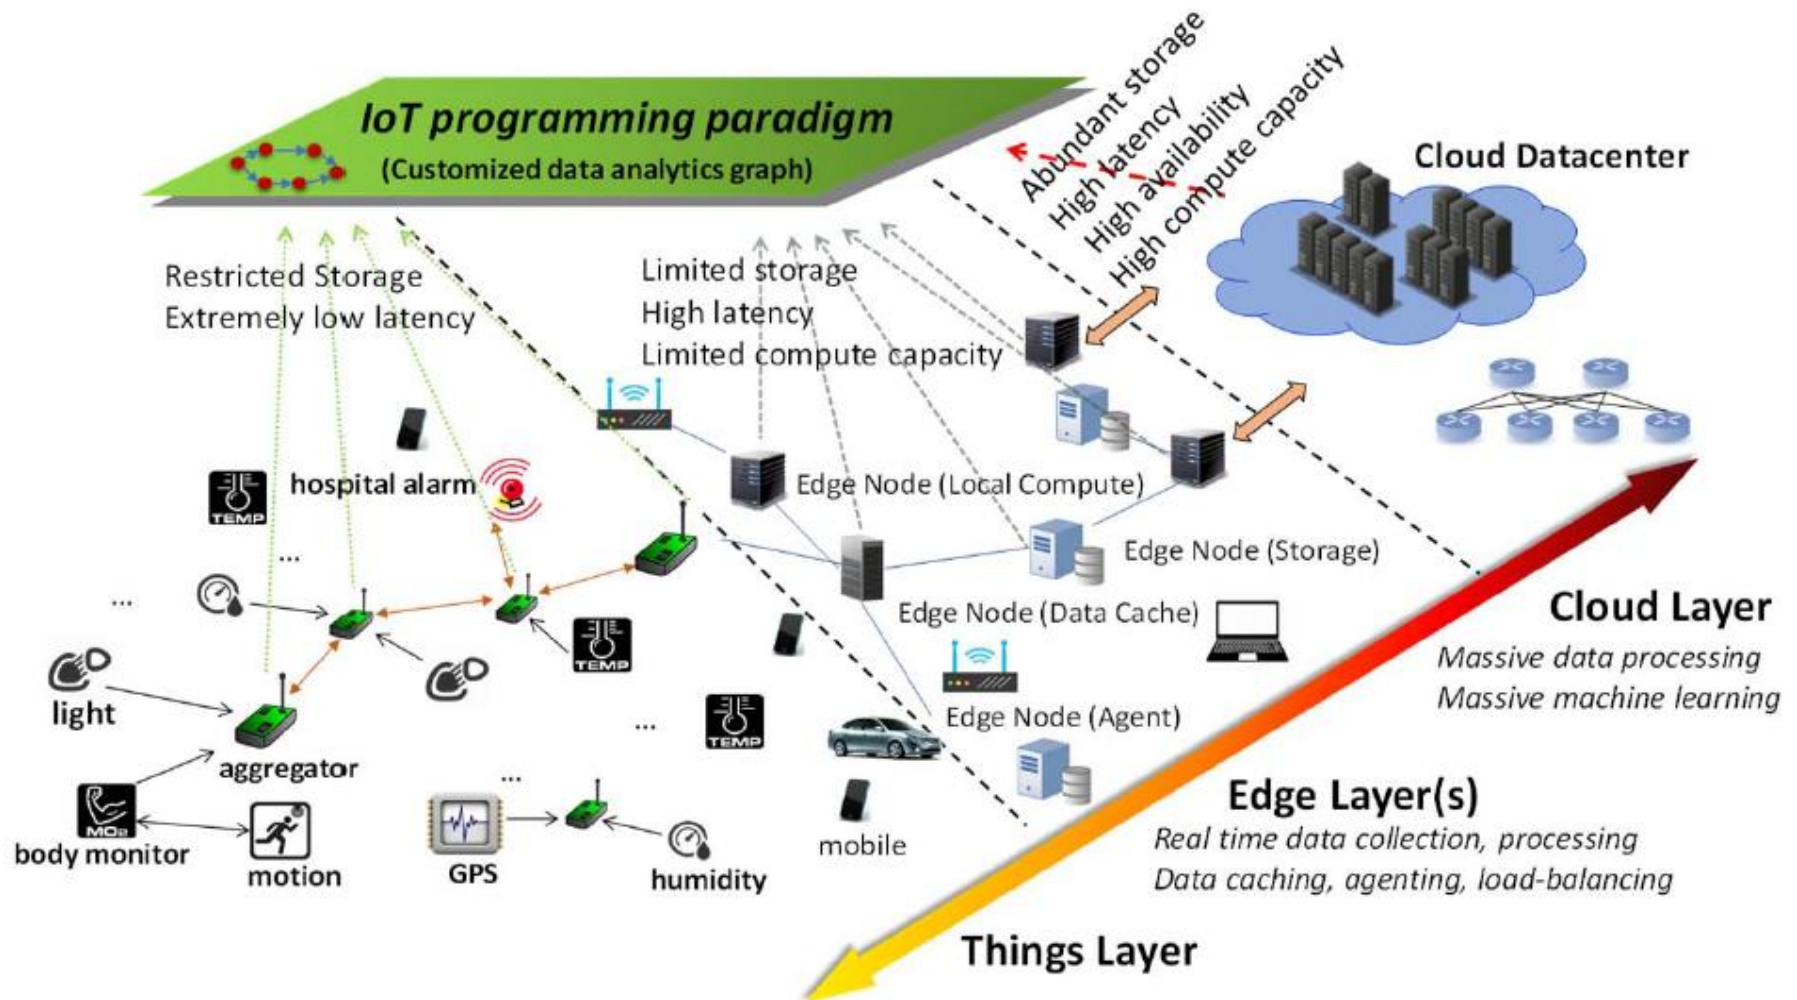 IoT programming paradigm
(Customized data analytics graph)
Abundant storage
High latency
High availability
High compute capacity
Cloud Datacenter
Restricted Storage
Extremely low latency
Limited storage
High latency
Limited compute capacity
hospital alarm
TEMP
...
...
light
aggregator
MO2
body monitor
motion
TEMP
...
TEMP
...
GPS
humidity
mobile
Edge Node (Local Compute)
Edge Node (Storage)
Edge Node (Data Cache)
Edge Node (Agent)
Cloud Layer
Massive data processing
Massive machine learning
Edge Layer(s)
Real time data collection, processing
Data caching, agenting, load-balancing
Things Layer